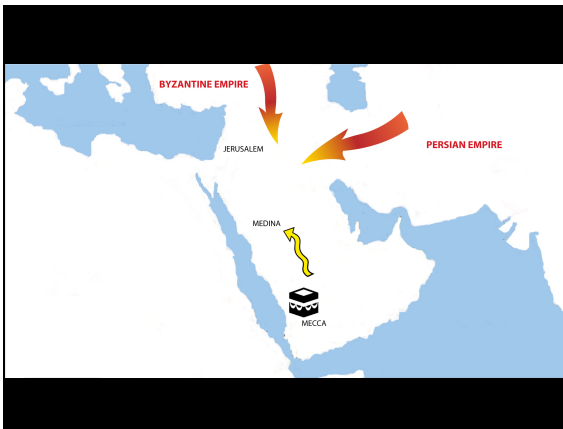 BYZANTINE EMPIRE
JERUSALEM
PERSIAN EMPIRE
MEDINA
MECCA